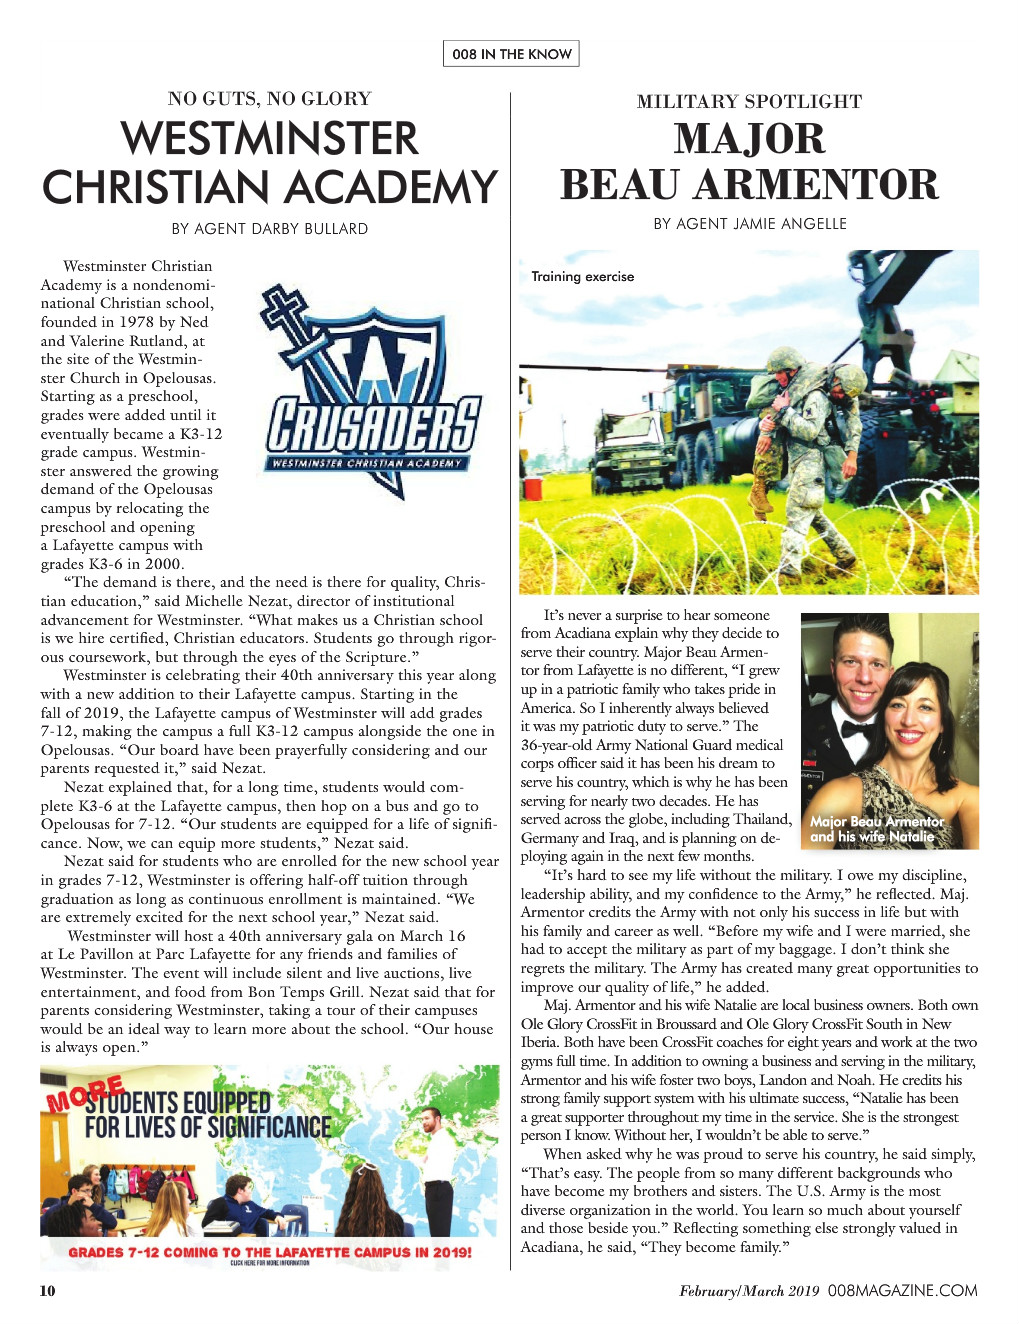 008 IN THE KNOW
NO GUTS, NO GLORY
WESTMINSTER
CHRISTIAN ACADEMY
BY AGENT DARBY BULLARD
Westminster Christian
Academy is a nondenomi-
national Christian school,
founded in 1978 by Ned
and Valerine Rutland, at
the site of the Westmin-
ster Church in Opelousas.
Starting as a preschool,
grades were added until it
eventually became a K3-12
grade campus. Westmin-
ster answered the growing
demand of the Opelousas
campus by relocating the
preschool and opening
a Lafayette campus with
grades K3-6 in 2000.
W
CRUSADERS
WESTMINSTER CHRISTIAN ACADEMY
“The demand is there, and the need is there for quality, Chris-
tian education,” said Michelle Nezat, director of institutional
advancement for Westminster. “What makes us a Christian school
is we hire certified, Christian educators. Students go through rigor-
ous coursework, but through the eyes of the Scripture.”
Westminster is celebrating their 40th anniversary this year along
with a new addition to their Lafayette campus. Starting in the
fall of 2019, the Lafayette campus of Westminster will add grades
7-12, making the campus a full K3-12 campus alongside the one in
Opelousas. “Our board have been prayerfully considering and our
parents requested it,” said Nezat.
Nezat explained that, for a long time, students would com-
plete K3-6 at the Lafayette campus, then hop on a bus and go to
Opelousas for 7-12. “Our students are equipped for a life of signifi-
cance. Now, we can equip more students,” Nezat said.
Nezat said for students who are enrolled for the new school year
in grades 7-12, Westminster is offering half-off tuition through
graduation as long as continuous enrollment is maintained. “We
are extremely excited for the next school year,” Nezat said.
Westminster will host a 40th anniversary gala on March 16
at Le Pavillon at Parc Lafayette for any friends and families of
Westminster. The event will include silent and live auctions, live
entertainment, and food from Bon Temps Grill. Nezat said that for
parents considering Westminster, taking a tour of their campuses
would be an ideal way to learn more about the school. “Our house
is always open.”
MORE
STUDENTS EQUIPPED
FOR LIVES OF SIGNIFICANCE
GRADES 7-12 COMING TO THE LAFAYETTE CAMPUS IN 2019!
CLICK HERE FOR MORE INFORMATION
MILITARY SPOTLIGHT
MAJOR
BEAU ARMENTOR
BY AGENT JAMIE ANGELLE
Training exercise
It’s never a surprise to hear someone
from Acadiana explain why they decide to
serve their country. Major Beau Armen-
tor from Lafayette is no different, “I grew
up in a patriotic family who takes pride in
America. So I inherently always believed
it was my patriotic duty to serve.” The
36-year-old Army National Guard medical
corps officer said it has been his dream to
serve his country, which is why he has been
serving for nearly two decades. He has
served across the globe, including Thailand,
Germany and Iraq, and is planning on de-
ploying again in the next few months.
Major Beau Armentor
and his wife Natalie
“It’s hard to see my life without the military. I owe my discipline,
leadership ability, and my confidence to the Army,” he reflected. Maj.
Armentor credits the Army with not only his success in life but with
his family and career as well. “Before my wife and I were married, she
had to accept the military as part of my baggage. I don’t think she
regrets the military. The Army has created many great opportunities to
improve our quality of life,” he added.
Maj. Armentor and his wife Natalie are local business owners. Both own
Ole Glory CrossFit in Broussard and Ole Glory CrossFit South in New
Iberia. Both have been CrossFit coaches for eight years and work at the two
gyms full time. In addition to owning a business and serving in the military,
Armentor and his wife foster two boys, Landon and Noah. He credits his
strong family support system with his ultimate success, “Natalie has been
a great supporter throughout my time in the service. She is the strongest
person I know. Without her, I wouldn’t be able to serve.”
When asked why he was proud to serve his country, he said simply,
“That’s easy. The people from so many different backgrounds who
have become my brothers and sisters. The U.S. Army is the most
diverse organization in the world. You learn so much about yourself
and those beside you.” Reflecting something else strongly valued in
Acadiana, he said, “They become family.”
10
February/March 2019 008MAGAZINE.COM